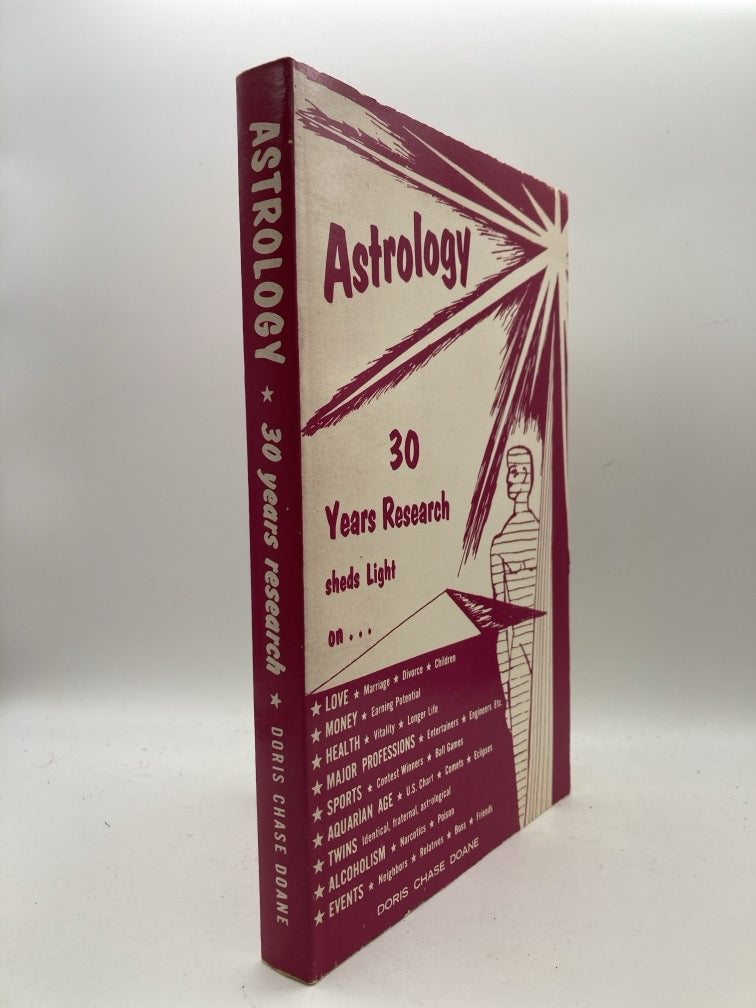 ASTROLOGY ★ 30 years research ★ DORIS CHASE DOANE
Astrology
30
Years Research
sheds Light
on . . .
★ LOVE ★ Marriage ★ Divorce ★ Children
★ MONEY ★ Earning Potential
★ HEALTH ★ Vitality ★ Longer Life
★ MAJOR PROFESSIONS ★ Entertainers ★ Engineers Etc.
★ SPORTS ★ Contest Winners ★ Ball Games
★ AQUARIAN AGE ★ U.S. Chart ★ Comets ★ Eclipses
★ TWINS Identical, fraternal, astrological
★ ALCOHOLISM ★ Narcotics ★ Poison
★ EVENTS ★ Neighbors ★ Relatives ★ Boss ★ Friends
DORIS CHASE DOANE